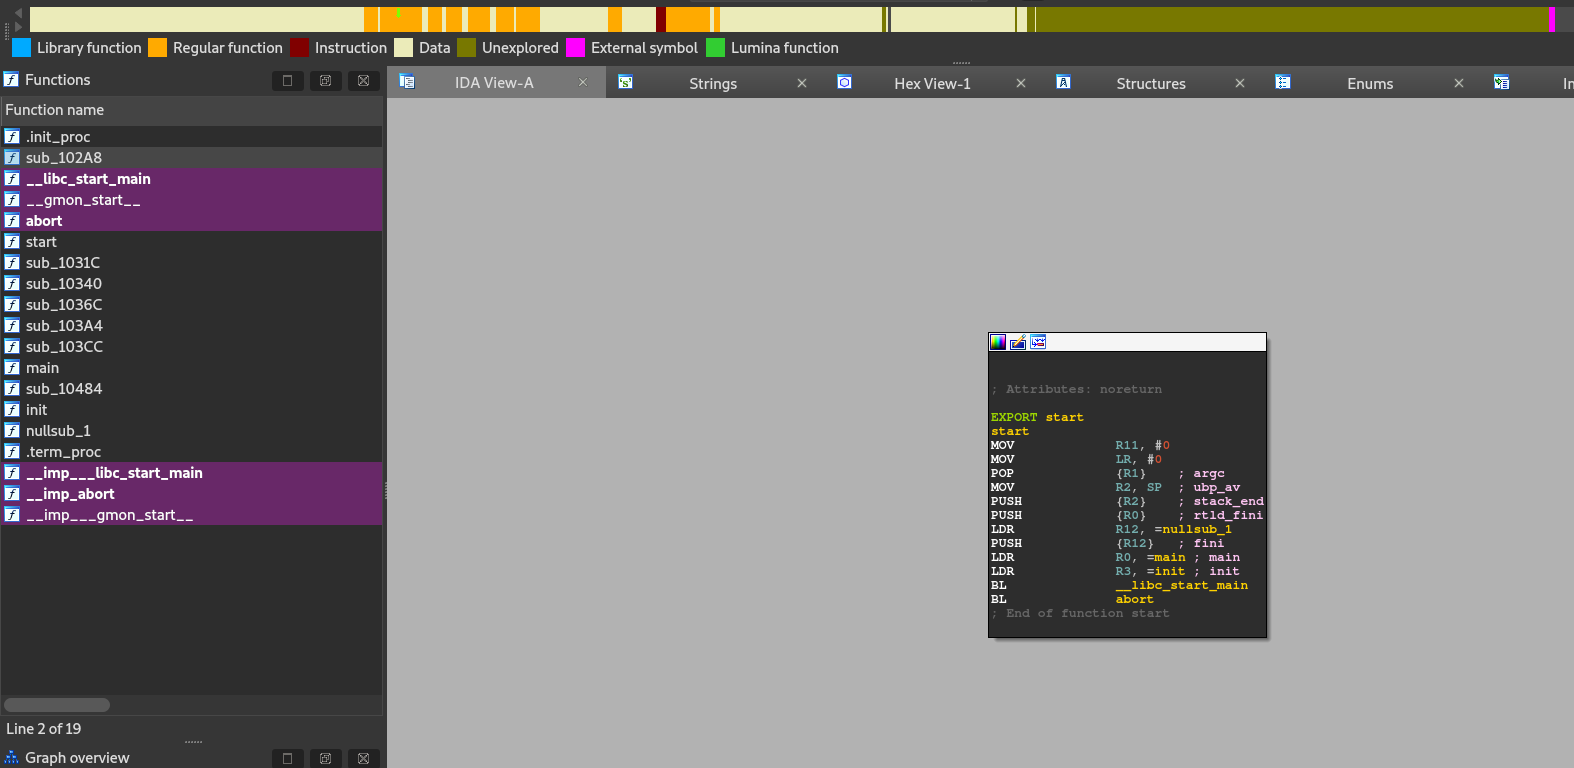 Library function Regular function Instruction Data Unexplored External symbol Lumina function
Functions
IDA View-A Strings Hex View-1 Structures Enums
Function name
.init_proc
sub_102A8
__libc_start_main
__gmon_start__
abort
start
sub_1031C
sub_10340
sub_1036C
sub_103A4
sub_103CC
main
sub_10484
init
nullsub_1
.term_proc
__imp___libc_start_main
__imp_abort
__imp___gmon_start__
Line 2 of 19
Graph overview
; Attributes: noreturn
EXPORT start
start
MOV R11, #0
MOV LR, #0
POP {R1} ; argc
MOV R2, SP ; ubp_av
PUSH {R2} ; stack_end
PUSH {R0} ; rtld_fini
LDR R12, =nullsub_1
PUSH {R12} ; fini
LDR R0, =main ; main
LDR R3, =init ; init
BL __libc_start_main
BL abort
; End of function start